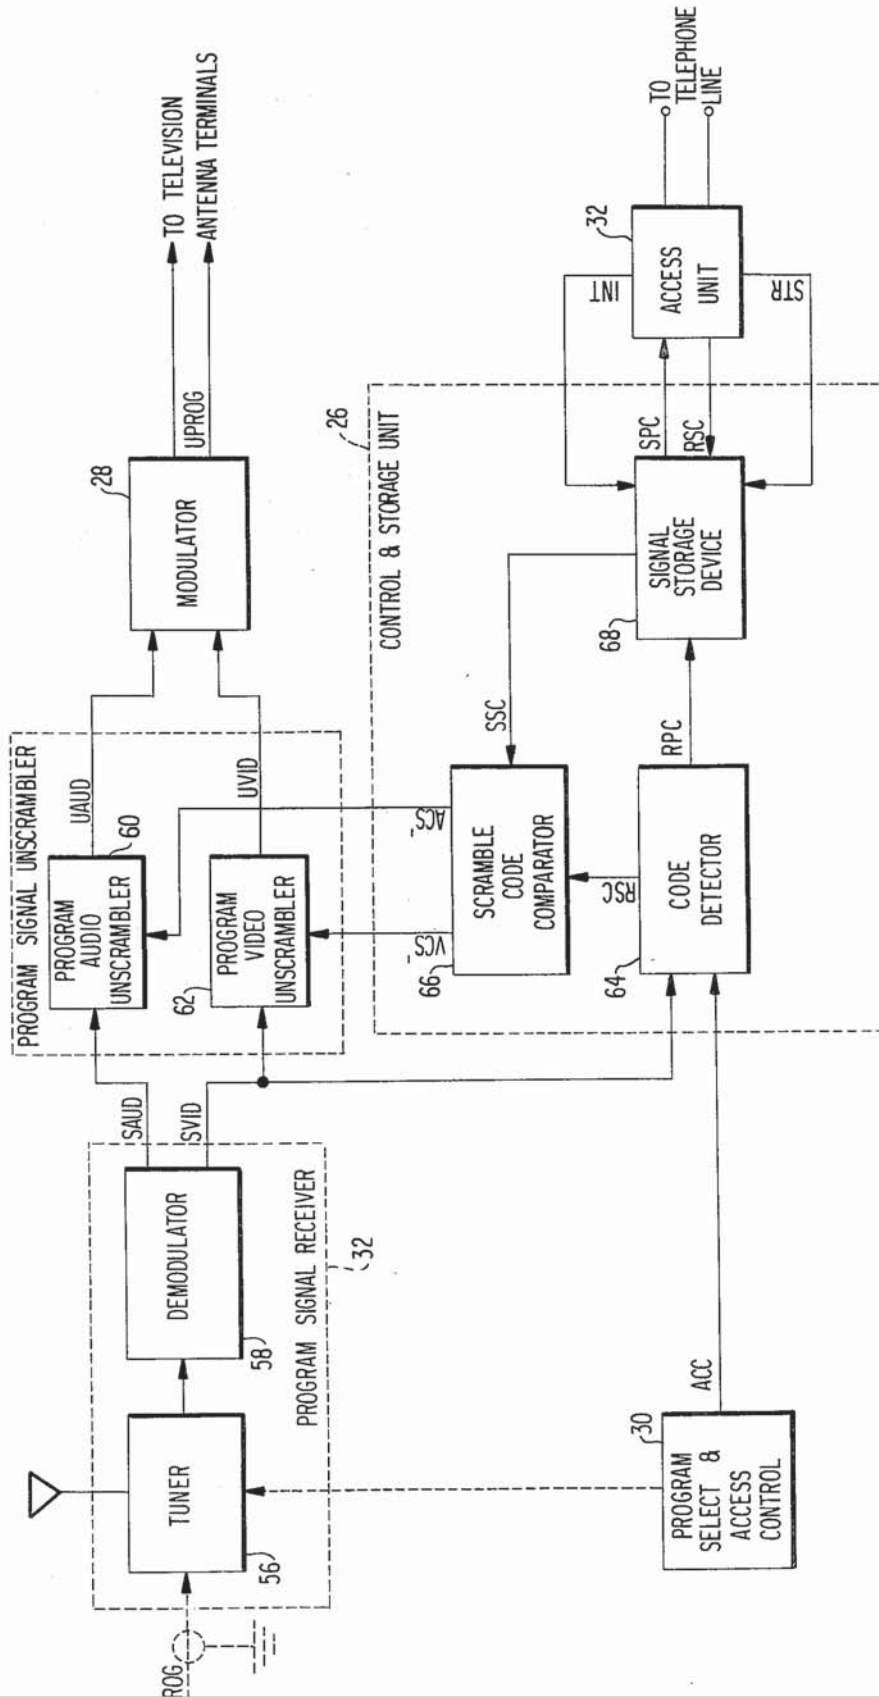 ROG
TUNER
56
DEMODULATOR
58
PROGRAM SIGNAL RECEIVER
32
SAUD
SVID
PROGRAM SIGNAL UNSCRAMBLER
PROGRAM
AUDIO
UNSCRAMBLER
60
PROGRAM
VIDEO
UNSCRAMBLER
62
UAUD
UVID
MODULATOR
28
UPROG
TO TELEVISION
ANTENNA TERMINALS
PROGRAM
SELECT &
ACCESS
CONTROL
30
ACC
CONTROL & STORAGE UNIT
26
CODE
DETECTOR
64
RSC
RPC
SCRAMBLE
CODE
COMPARATOR
66
VCS
ACS
SSC
SIGNAL
STORAGE
DEVICE
68
SPC
RSC
INT
STR
ACCESS
UNIT
32
TO
TELEPHONE
LINE